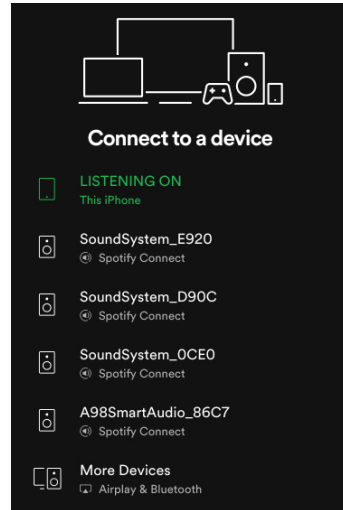 Connect to a device
LISTENING ON
This iPhone
SoundSystem_E920
Spotify Connect
SoundSystem_D90C
Spotify Connect
SoundSystem_0CE0
Spotify Connect
A98SmartAudio_86C7
Spotify Connect
More Devices
Airplay & Bluetooth